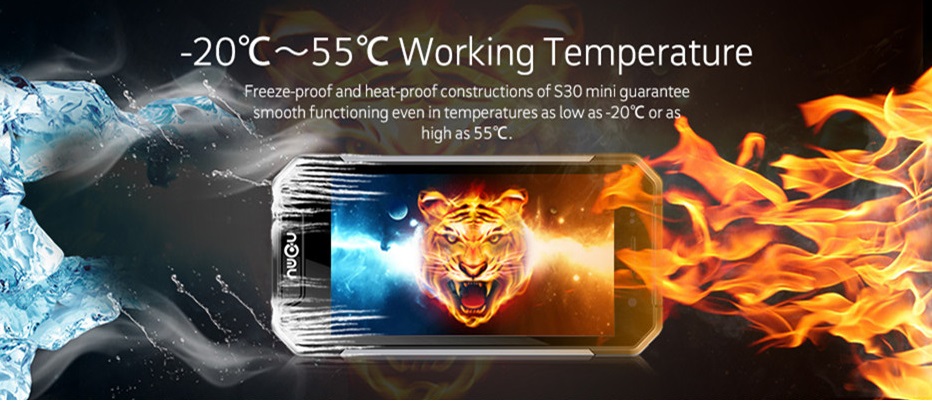 -20℃～55℃ Working Temperature
Freeze-proof and heat-proof constructions of S30 mini guarantee
smooth functioning even in temperatures as low as -20℃ or as
high as 55℃.